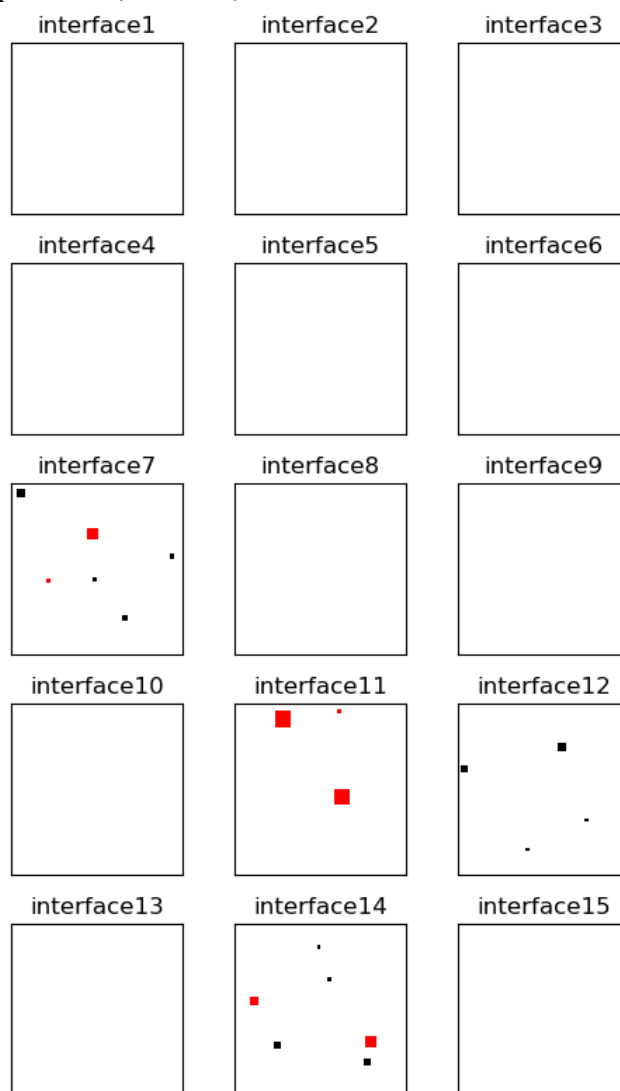 interface1 interface2 interface3
interface4 interface5 interface6
interface7 interface8 interface9
interface10 interface11 interface12
interface13 interface14 interface15